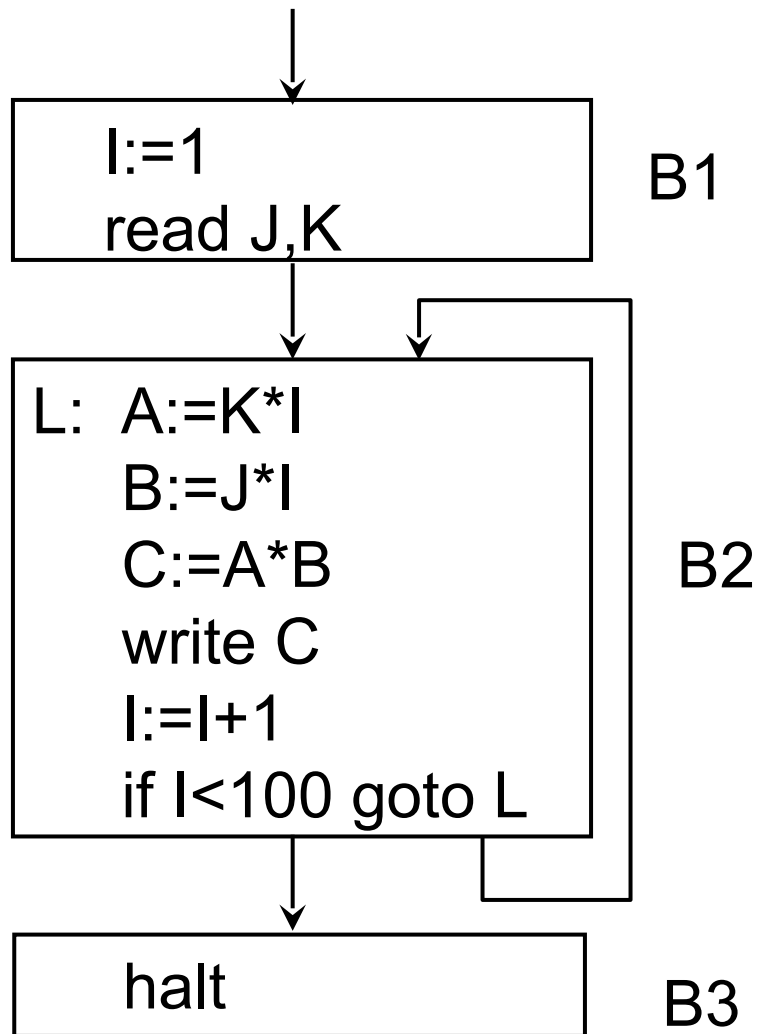 I:=1
read J,K
B1
L: A:=K*I
B:=J*I
C:=A*B
write C
I:=I+1
if I<100 goto L
B2
halt
B3